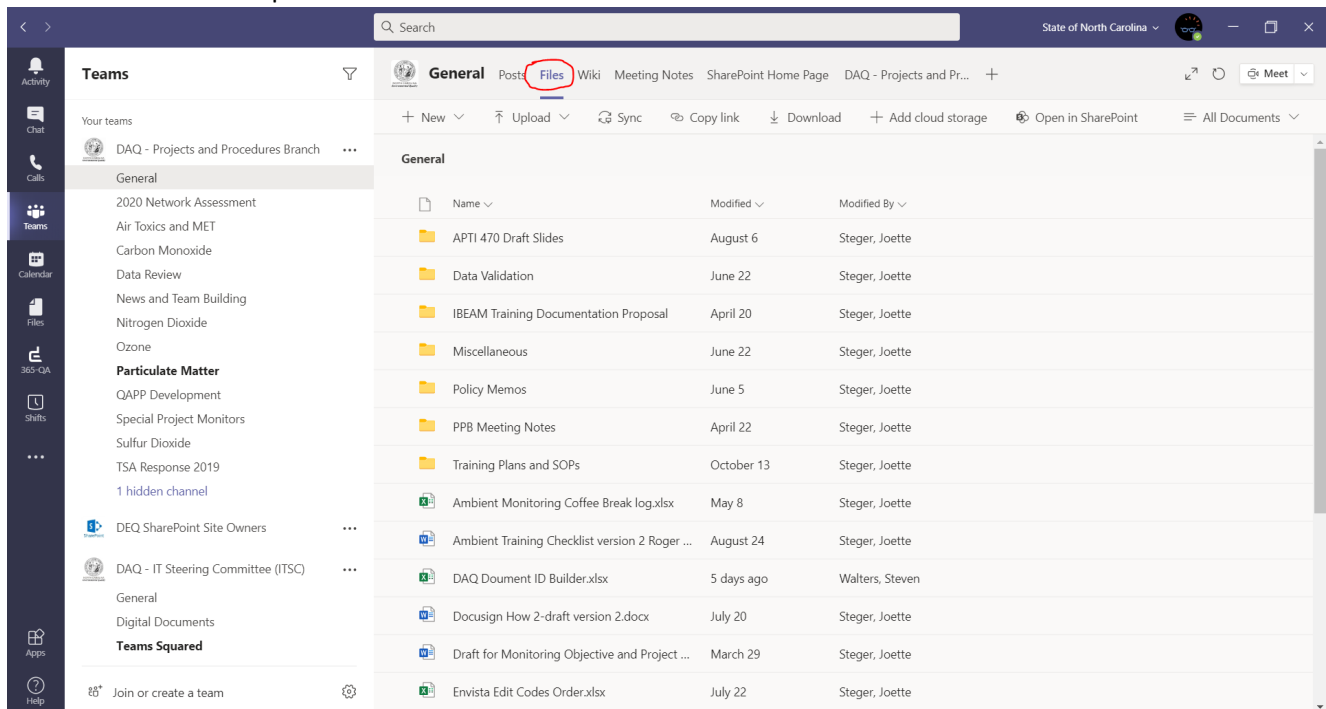 Search
State of North Carolina
Activity
Chat
Calls
Teams
Calendar
Files
365-QA
Shifts
Apps
Help
Teams
Your teams
DAQ - Projects and Procedures Branch
General
2020 Network Assessment
Air Toxics and MET
Carbon Monoxide
Data Review
News and Team Building
Nitrogen Dioxide
Ozone
Particulate Matter
QAPP Development
Special Project Monitors
Sulfur Dioxide
TSA Response 2019
1 hidden channel
DEQ SharePoint Site Owners
DAQ - IT Steering Committee (ITSC)
General
Digital Documents
Teams Squared
Join or create a team
General Posts Files Wiki Meeting Notes SharePoint Home Page DAQ - Projects and Pr... Meet
New Upload Sync Copy link Download Add cloud storage Open in SharePoint All Documents
General
Name Modified Modified By
APTI 470 Draft Slides August 6 Steger, Joette
Data Validation June 22 Steger, Joette
IBEAM Training Documentation Proposal April 20 Steger, Joette
Miscellaneous June 22 Steger, Joette
Policy Memos June 5 Steger, Joette
PPB Meeting Notes April 22 Steger, Joette
Training Plans and SOPs October 13 Steger, Joette
Ambient Monitoring Coffee Break log.xlsx May 8 Steger, Joette
Ambient Training Checklist version 2 Roger ... August 24 Steger, Joette
DAQ Doument ID Builder.xlsx 5 days ago Walters, Steven
Docusign How 2-draft version 2.docx July 20 Steger, Joette
Draft for Monitoring Objective and Project ... March 29 Steger, Joette
Envista Edit Codes Order.xlsx July 22 Steger, Joette